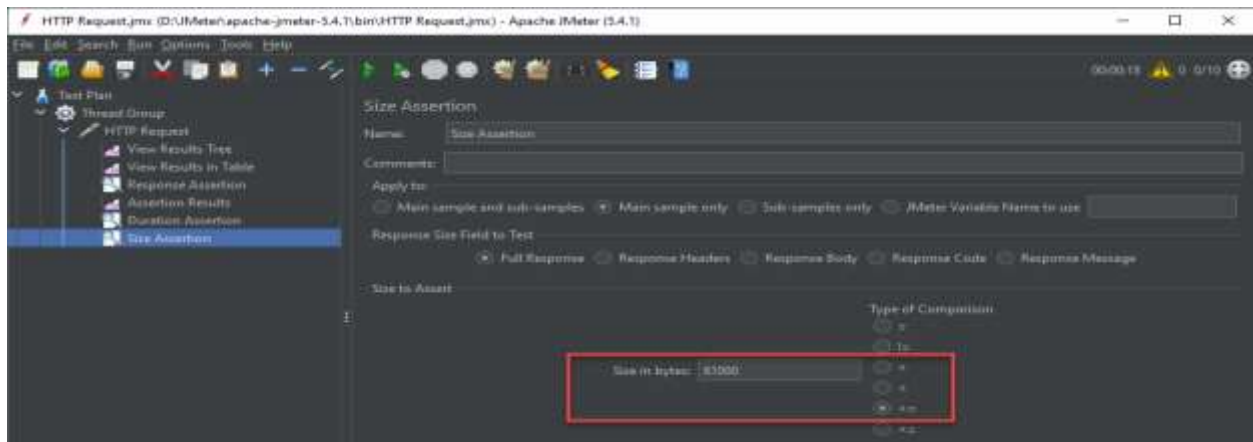 HTTP Request.jmx (D:\JMeter\apache-jmeter-5.4.1\bin\HTTP Request.jmx) - Apache JMeter (5.4.1)
File Edit Search Run Options Tools Help
00:00:18 0 0/10
Test Plan
Thread Group
HTTP Request
View Results Tree
View Results in Table
Response Assertion
Assertion Results
Duration Assertion
Size Assertion
Size Assertion
Name: Size Assertion
Comments:
Apply to:
Main sample and sub-samples Main sample only Sub-samples only JMeter Variable Name to use
Response Size Field to Test
Full Response Response Headers Response Body Response Code Response Message
Size to Assert
Type of Comparison
=
!=
Size in bytes: >
<